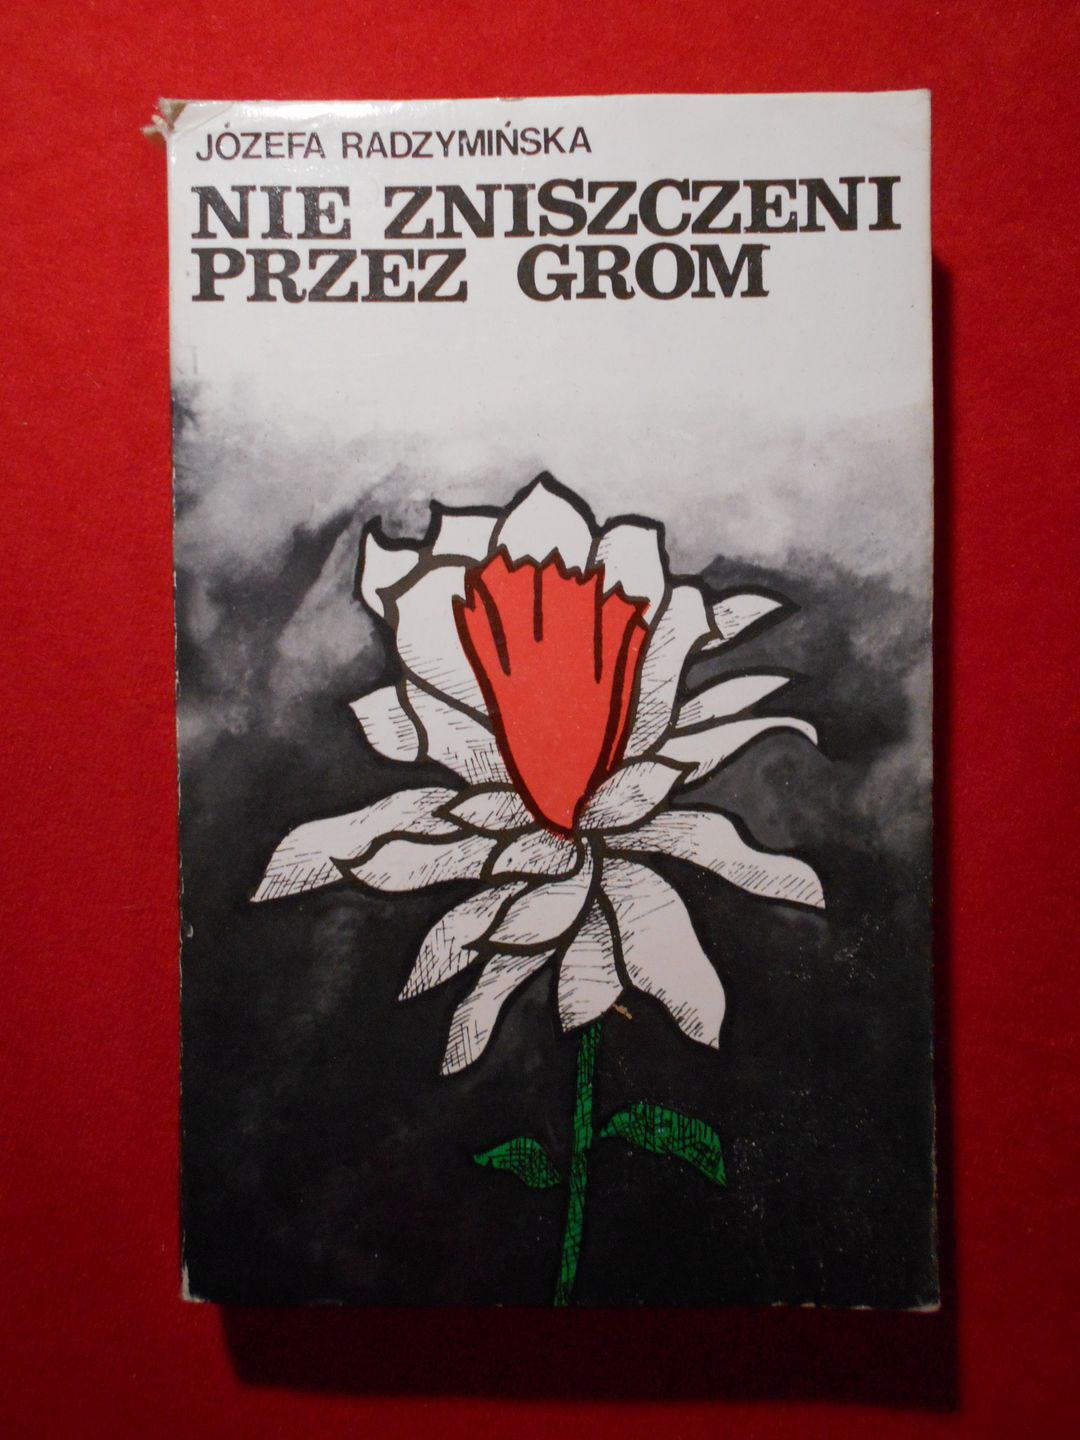 JÓZEFA RADZYMIŃSKA
NIE ZNISZCZENI
PRZEZ GROM